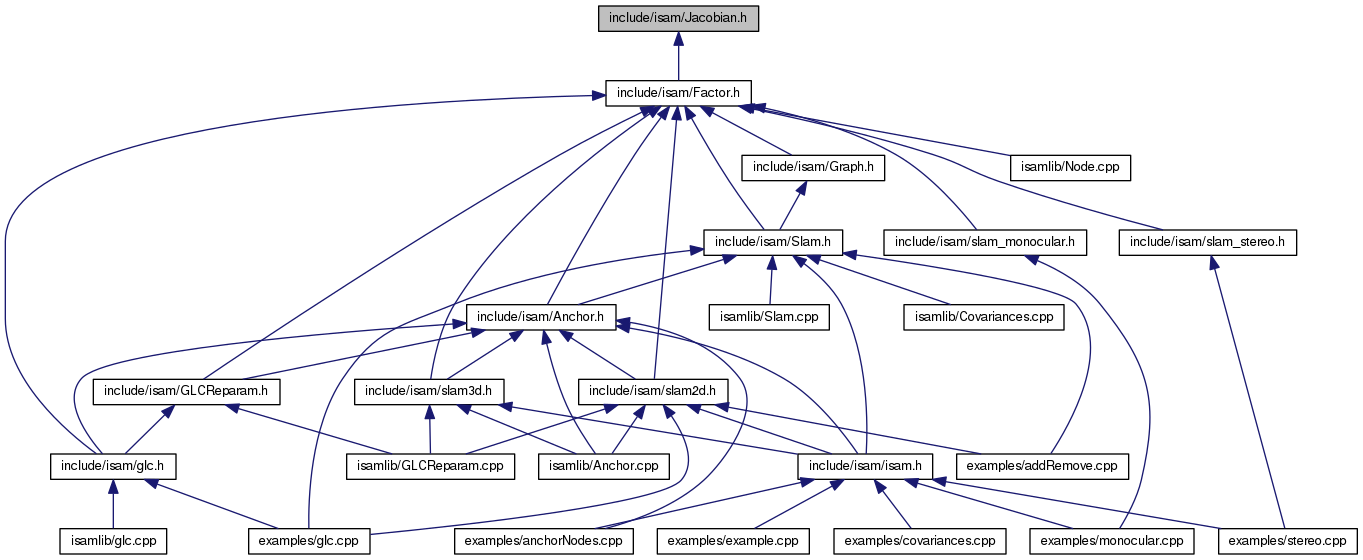 include/isam/Jacobian.h
include/isam/Factor.h
include/isam/Graph.h
isamlib/Node.cpp
include/isam/Slam.h
include/isam/slam_monocular.h
include/isam/slam_stereo.h
include/isam/Anchor.h
isamlib/Slam.cpp
isamlib/Covariances.cpp
include/isam/GLCReparam.h
include/isam/slam3d.h
include/isam/slam2d.h
include/isam/glc.h
isamlib/GLCReparam.cpp
isamlib/Anchor.cpp
include/isam/isam.h
examples/addRemove.cpp
isamlib/glc.cpp
examples/glc.cpp
examples/anchorNodes.cpp
examples/example.cpp
examples/covariances.cpp
examples/monocular.cpp
examples/stereo.cpp